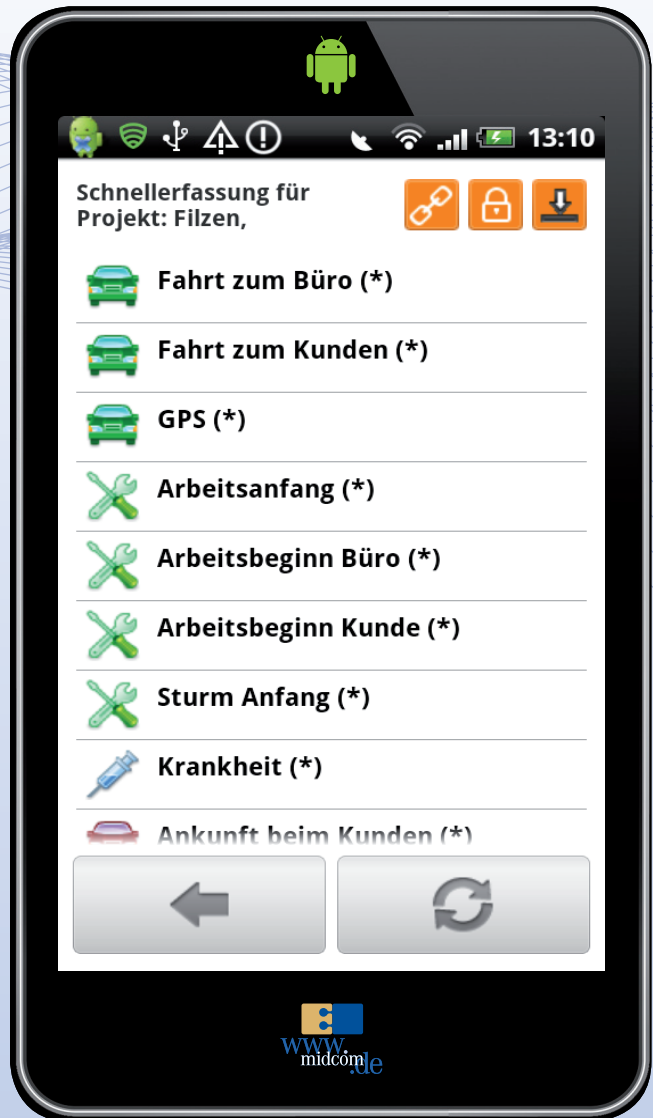 13:10
Schnellerfassung für
Projekt: Filzen,
Fahrt zum Büro (*)
Fahrt zum Kunden (*)
GPS (*)
Arbeitsanfang (*)
Arbeitsbeginn Büro (*)
Arbeitsbeginn Kunde (*)
Sturm Anfang (*)
Krankheit (*)
Ankunft beim Kunden (*)
www.
midcom
.de